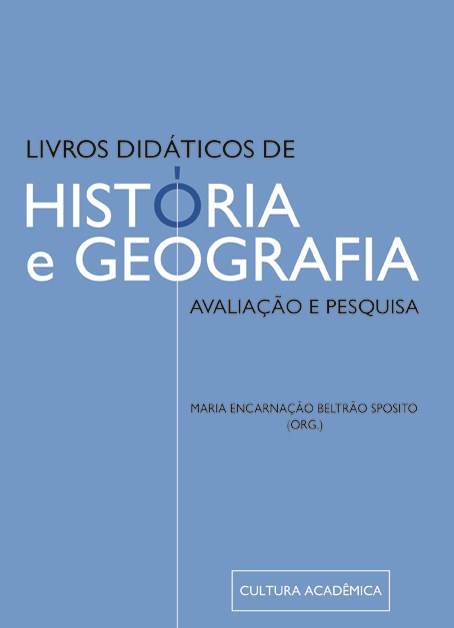 LIVROS DIDÁTICOS DE
HISTÓRIA
e GEOGRAFIA
AVALIAÇÃO E PESQUISA
MARIA ENCARNAÇÃO BELTRÃO SPOSITO
(ORG.)
CULTURA ACADÊMICA